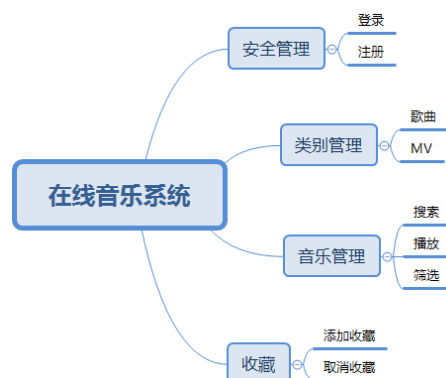 登录
安全管理
注册
歌曲
类别管理
MV
在线音乐系统
搜索
音乐管理
播放
筛选
添加收藏
收藏
取消收藏